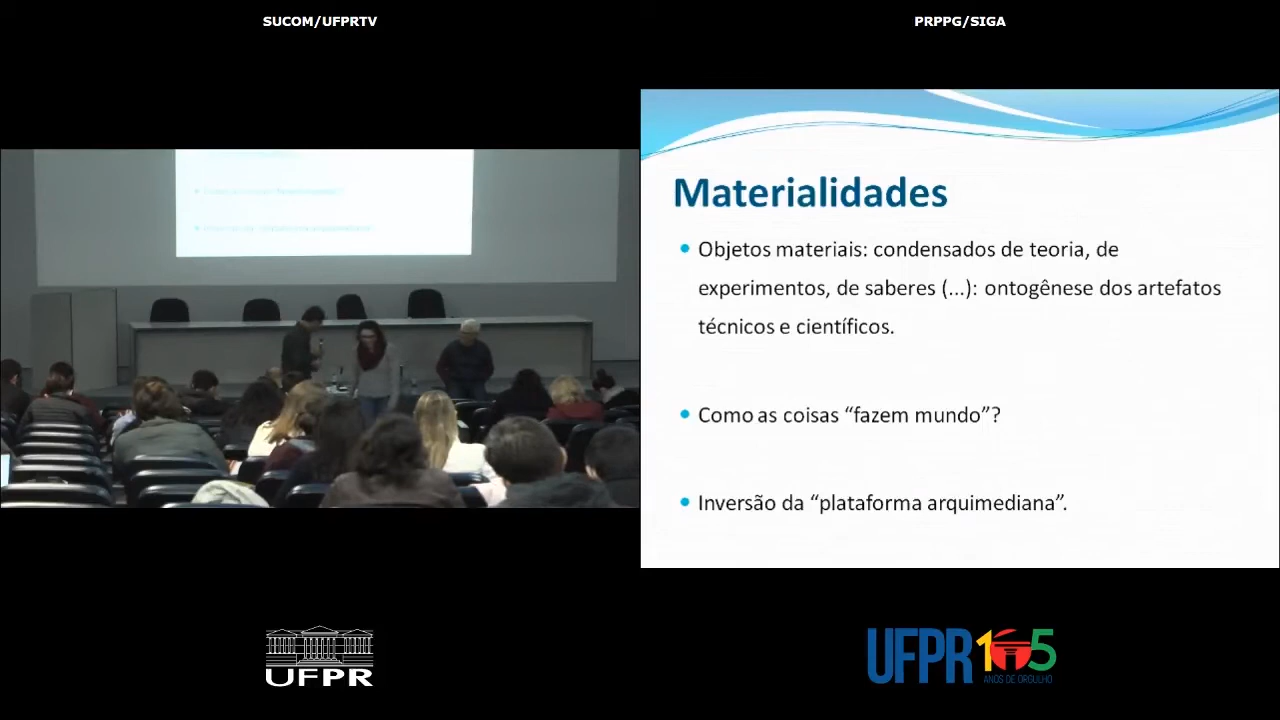 SUCOM/UFPRTV
PRPPG/SIGA
Materialidades
• Objetos materiais: condensados de teoria, de
experimentos, de saberes (...): ontogênese dos artefatos
técnicos e científicos.
• Como as coisas “fazem mundo”?
• Inversão da “plataforma arquimediana”.
UFPR
UFPR 105
ANOS DE ORGULHO